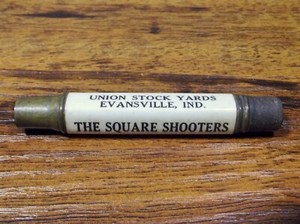 UNION STOCK YARDS
EVANSVILLE, IND.
THE SQUARE SHOOTERS